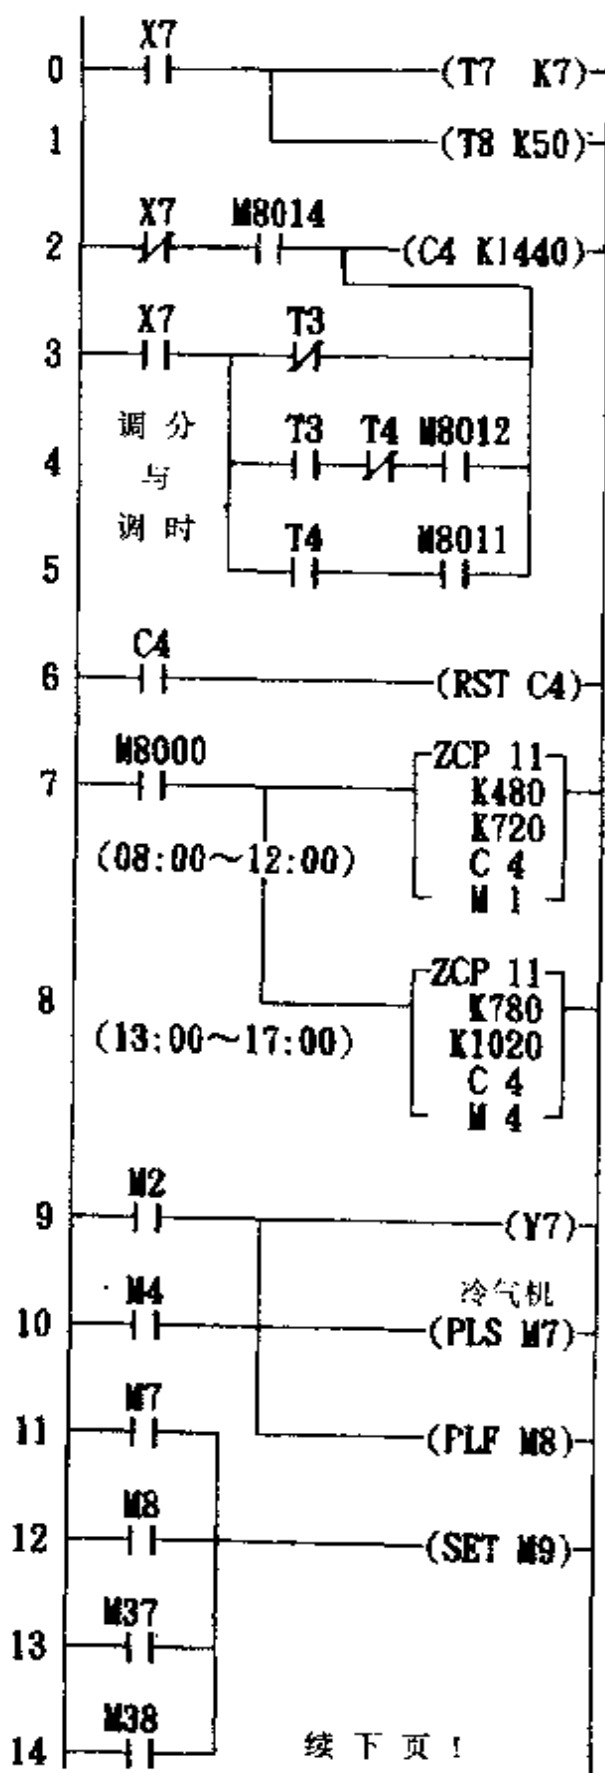 X7
0 (T7 K7)
1 (T8 K50)
X7 M8014
2 (C4 K1440)
X7 T3
3
调分 T3 T4 M8012
4
与
调时 T4 M8011
5
C4
6 (RST C4)
M8000
7 ZCP 11
K480
K720
(08:00～12:00) C 4
M 1
8 ZCP 11
K780
(13:00～17:00) K1020
C 4
M 4
M2
9 (Y7)
M4 冷气机
10 (PLS M7)
M7
11 (PLF M8)
M8
12 (SET M9)
M37
13
M38
14 续下页！